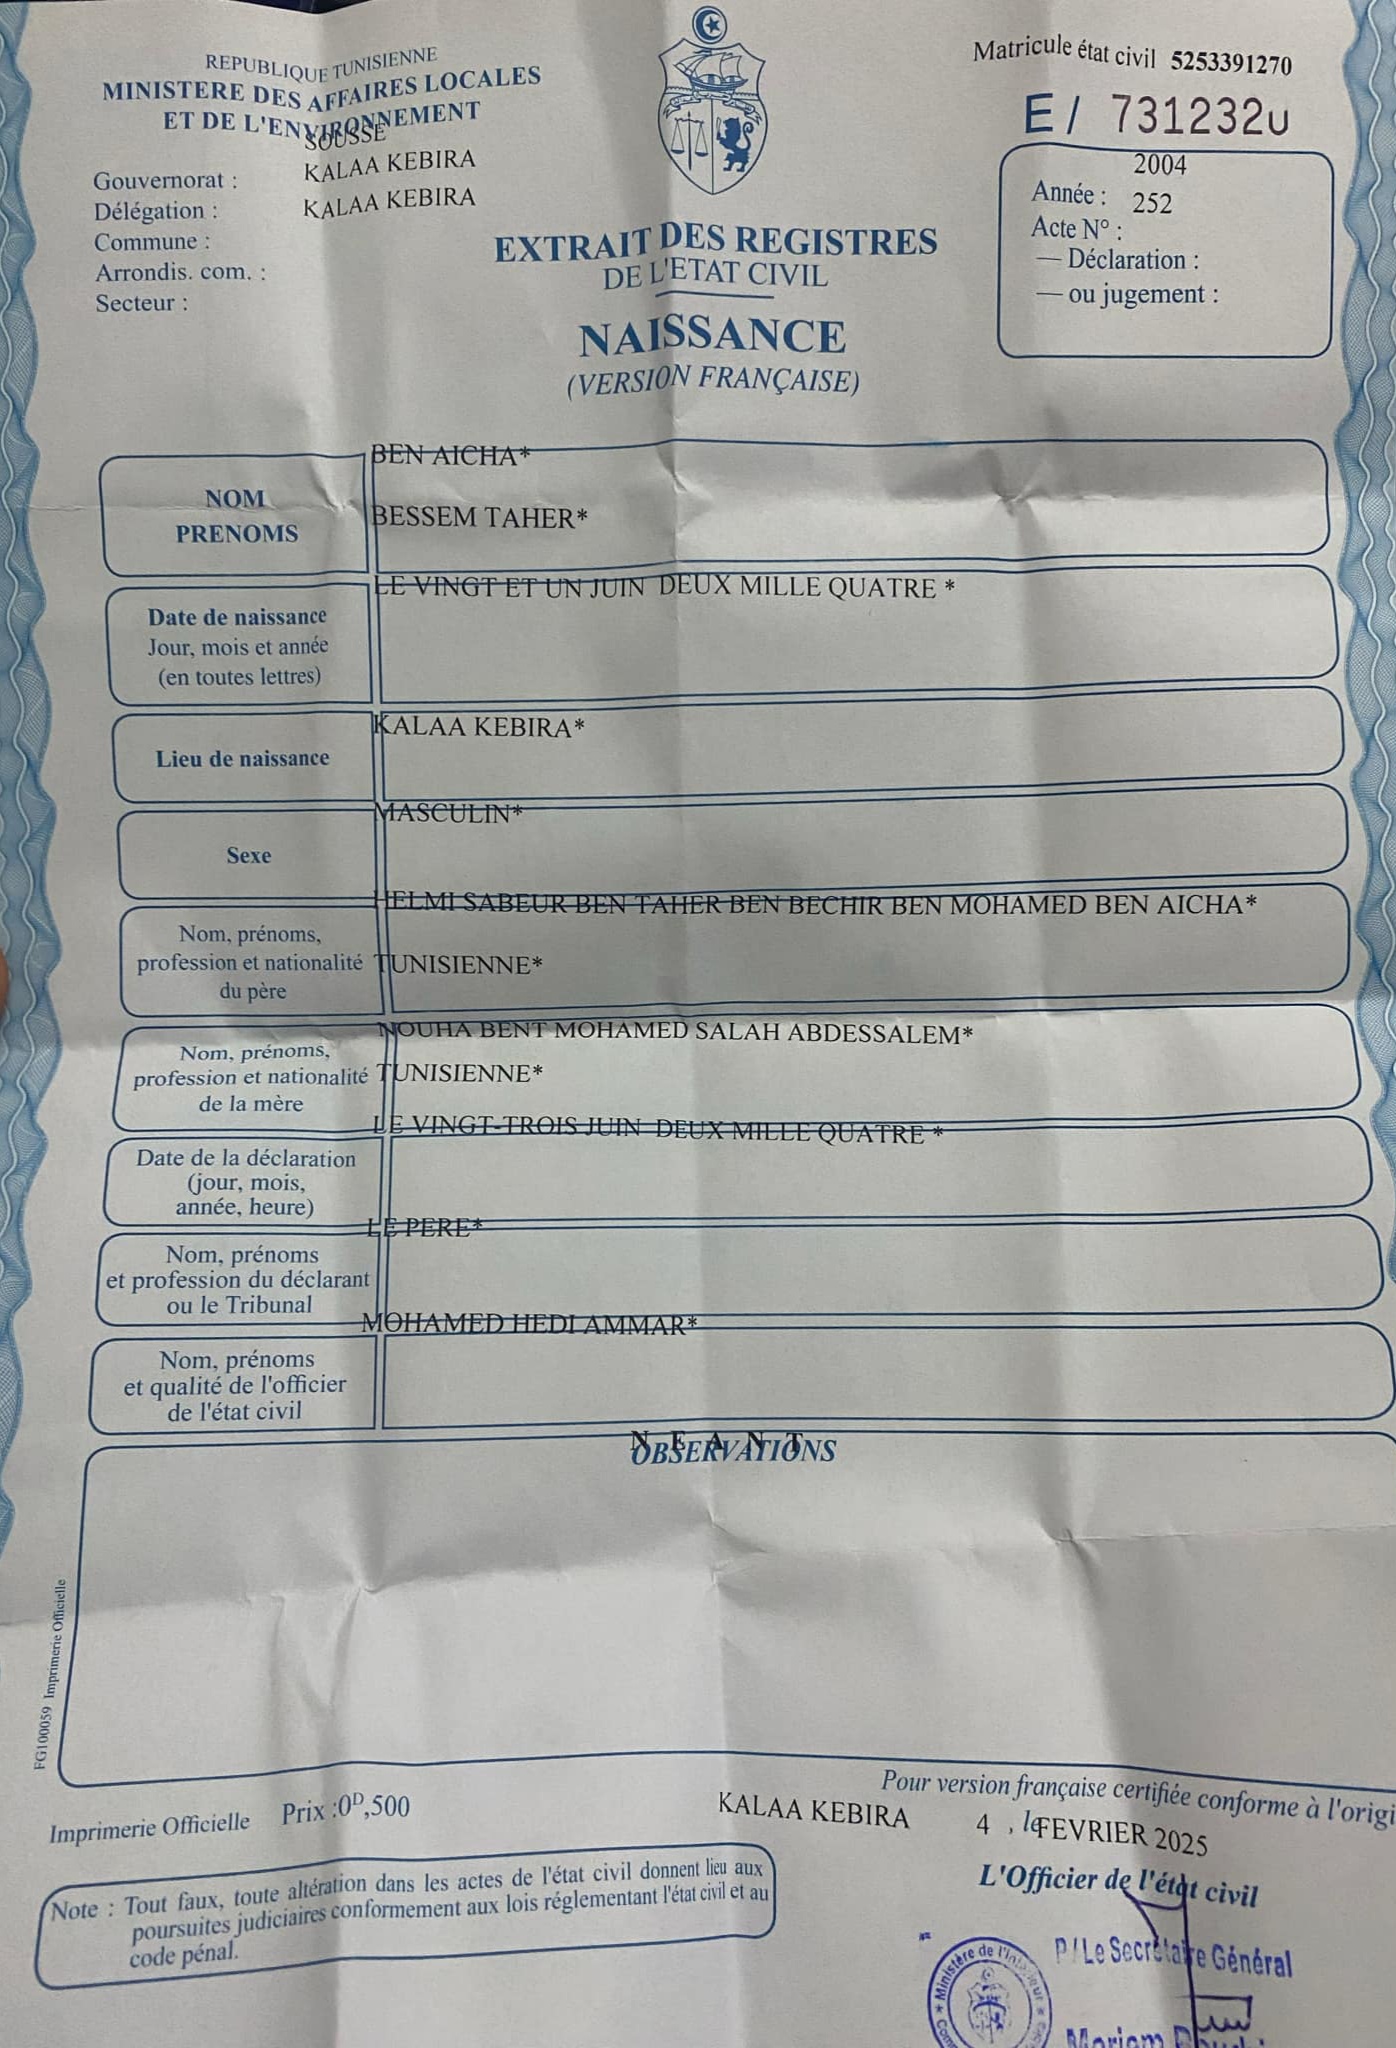 REPUBLIQUE TUNISIENNE
MINISTERE DES AFFAIRES LOCALES
ET DE L'ENVIRONNEMENT
SOUSSE
Gouvernorat : KALAA KEBIRA
Délégation : KALAA KEBIRA
Commune :
Arrondis. com. :
Secteur :
Matricule état civil 5253391270
E/ 731232u
2004
Année : 252
Acte N° :
— Déclaration :
— ou jugement :
EXTRAIT DES REGISTRES
DE L'ETAT CIVIL
NAISSANCE
(VERSION FRANÇAISE)
BEN AICHA*
NOM
PRENOMS
BESSEM TAHER*
LE VINGT ET UN JUIN DEUX MILLE QUATRE *
Date de naissance
Jour, mois et année
(en toutes lettres)
KALAA KEBIRA*
Lieu de naissance
MASCULIN*
Sexe
HELMI SABEUR BEN TAHER BEN BECHIR BEN MOHAMED BEN AICHA*
Nom, prénoms,
profession et nationalité TUNISIENNE*
du père
NOUHA BENT MOHAMED SALAH ABDESSALEM*
Nom, prénoms,
profession et nationalité TUNISIENNE*
de la mère
LE VINGT-TROIS JUIN DEUX MILLE QUATRE *
Date de la déclaration
(jour, mois,
année, heure)
LE PERE*
Nom, prénoms
et profession du déclarant
ou le Tribunal
MOHAMED HEDI AMMAR*
Nom, prénoms
et qualité de l'officier
de l'état civil
N E A N T
OBSERVATIONS
FG100059 Imprimerie Officielle
Imprimerie Officielle Prix :0D,500
Pour version française certifiée conforme à l'origi
KALAA KEBIRA 4 , le FEVRIER 2025
L'Officier de l'état civil
Note : Tout faux, toute altération dans les actes de l'état civil donnent lieu aux
poursuites judiciaires conformement aux lois réglementant l'état civil et au
code pénal.
P/Le Secrétaire Général
Ministère de l'Intérieur
Mariem